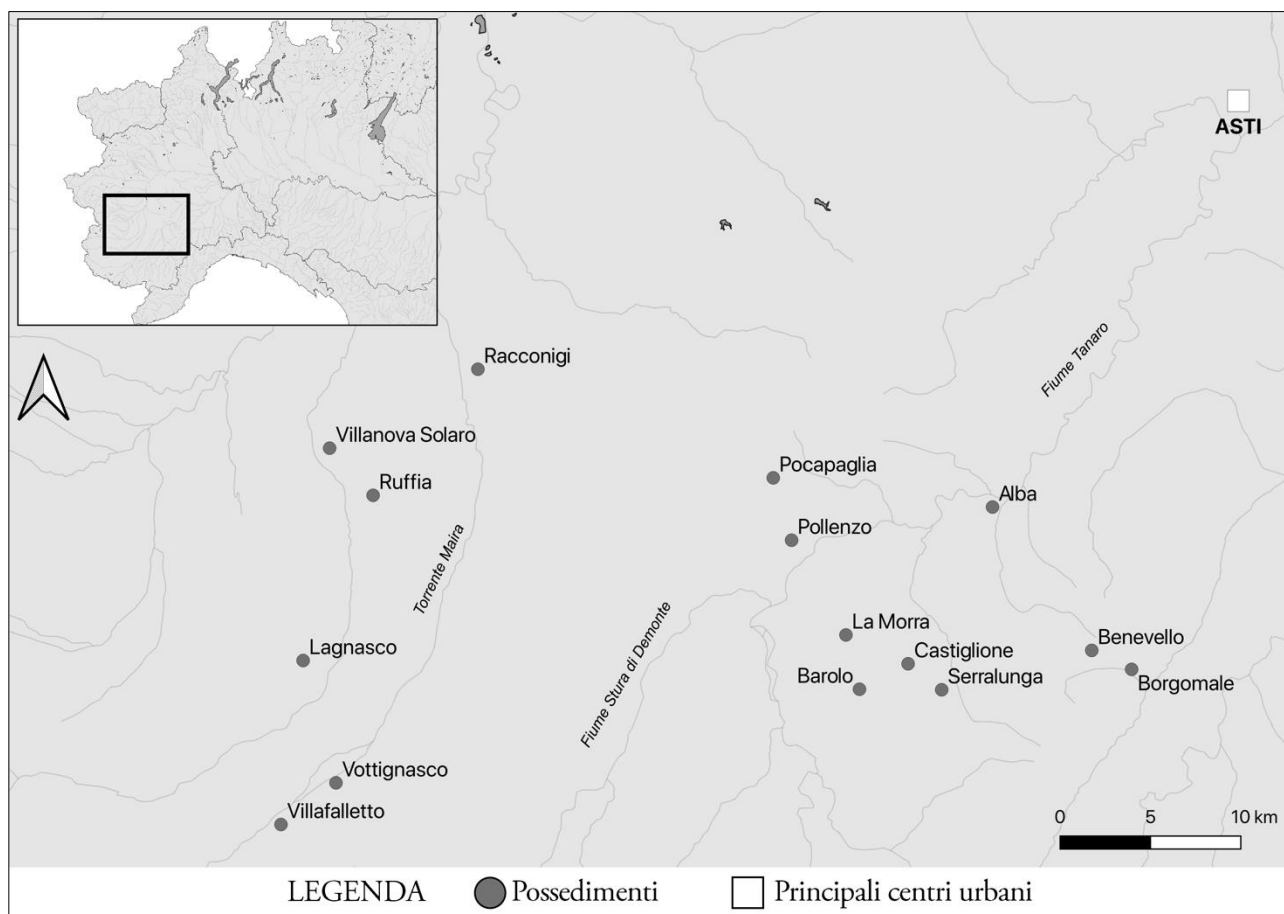 ASTI
Fiume Tanaro
Racconigi
Villanova Solaro
Ruffia
Pocapaglia
Alba
Pollenzo
Torrente Maira
Fiume Stura di Demonte
La Morra
Castiglione
Benevello
Lagnasco
Barolo
Serralunga
Borgomale
Vottignasco
Villafalletto
0 5 10 km
LEGENDA Possedimenti Principali centri urbani